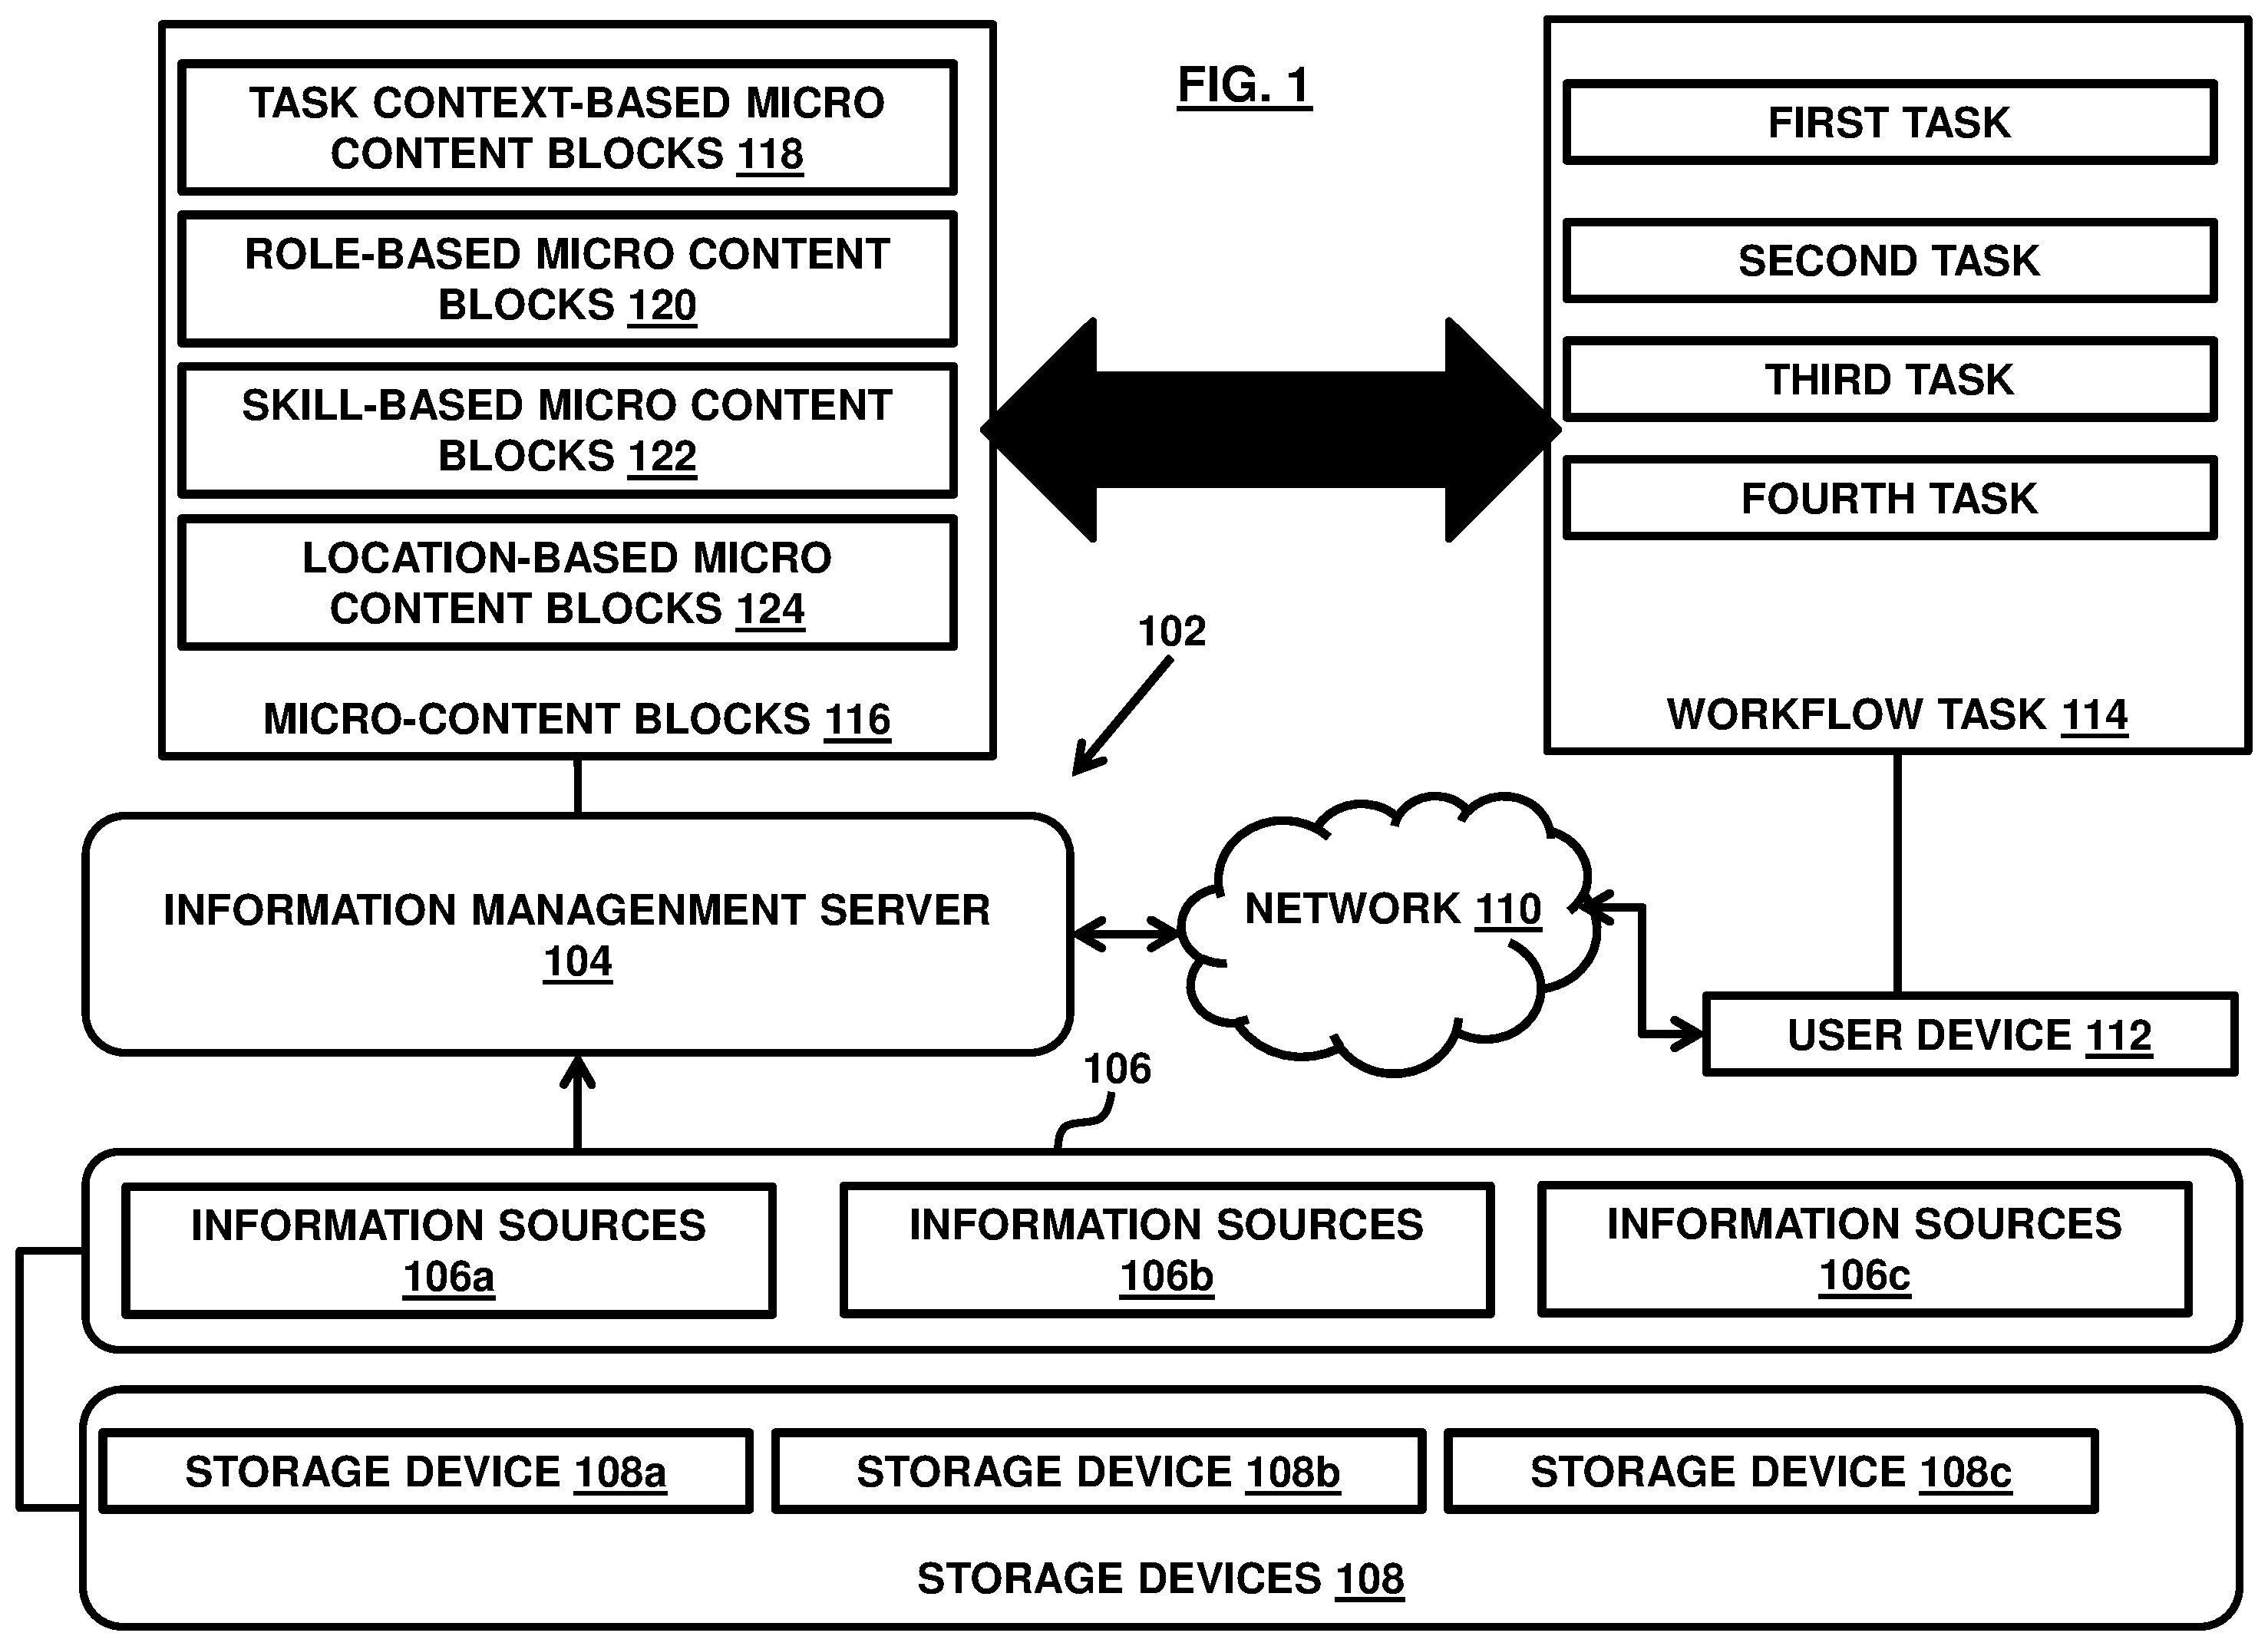 FIG. 1
TASK CONTEXT-BASED MICRO
CONTENT BLOCKS 118
ROLE-BASED MICRO CONTENT
BLOCKS 120
SKILL-BASED MICRO CONTENT
BLOCKS 122
LOCATION-BASED MICRO
CONTENT BLOCKS 124
MICRO-CONTENT BLOCKS 116
FIRST TASK
SECOND TASK
THIRD TASK
FOURTH TASK
WORKFLOW TASK 114
102
INFORMATION MANAGENMENT SERVER
104
NETWORK 110
USER DEVICE 112
106
INFORMATION SOURCES
106a
INFORMATION SOURCES
106b
INFORMATION SOURCES
106c
STORAGE DEVICE 108a
STORAGE DEVICE 108b
STORAGE DEVICE 108c
STORAGE DEVICES 108